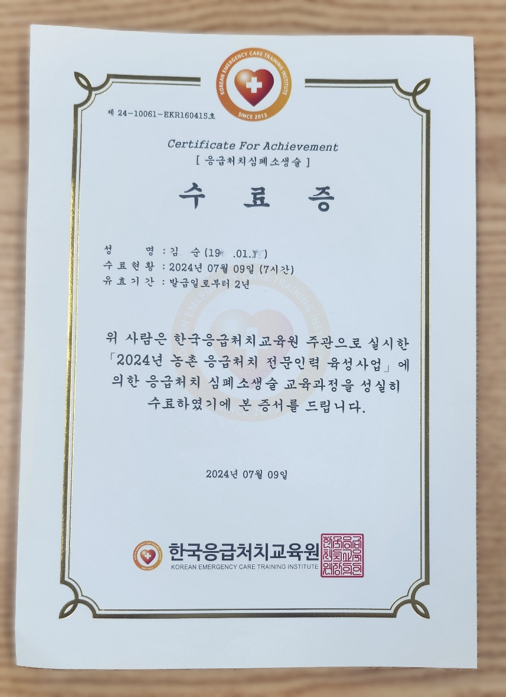 KOREAN EMERGENCY CARE TRAINING INSTITUTE
SINCE 2013
제 24-10061-EKR160415호
Certificate For Achievement
[ 응급처치심폐소생술 ]
수 료 증
성 명 : 김 순 (19 .01. )
수 료 현 황 : 2024년 07월 09일 (7시간)
유 효 기 간 : 발급일로부터 2년
위 사람은 한국응급처치교육원 주관으로 실시한
「2024년 농촌 응급처치 전문인력 육성사업」에
의한 응급처치 심폐소생술 교육과정을 성실히
수료하였기에 본 증서를 드립니다.
2024년 07월 09일
한국응급처치교육원
KOREAN EMERGENCY CARE TRAINING INSTITUTE